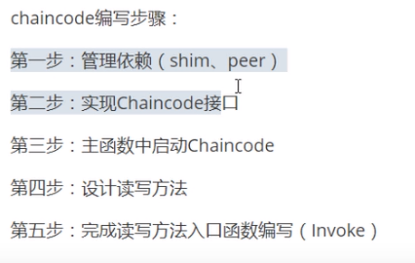 chaincode编写步骤：
第一步：管理依赖（shim、peer）
第二步：实现Chaincode接口
第三步：主函数中启动Chaincode
第四步：设计读写方法
第五步：完成读写方法入口函数编写（Invoke）